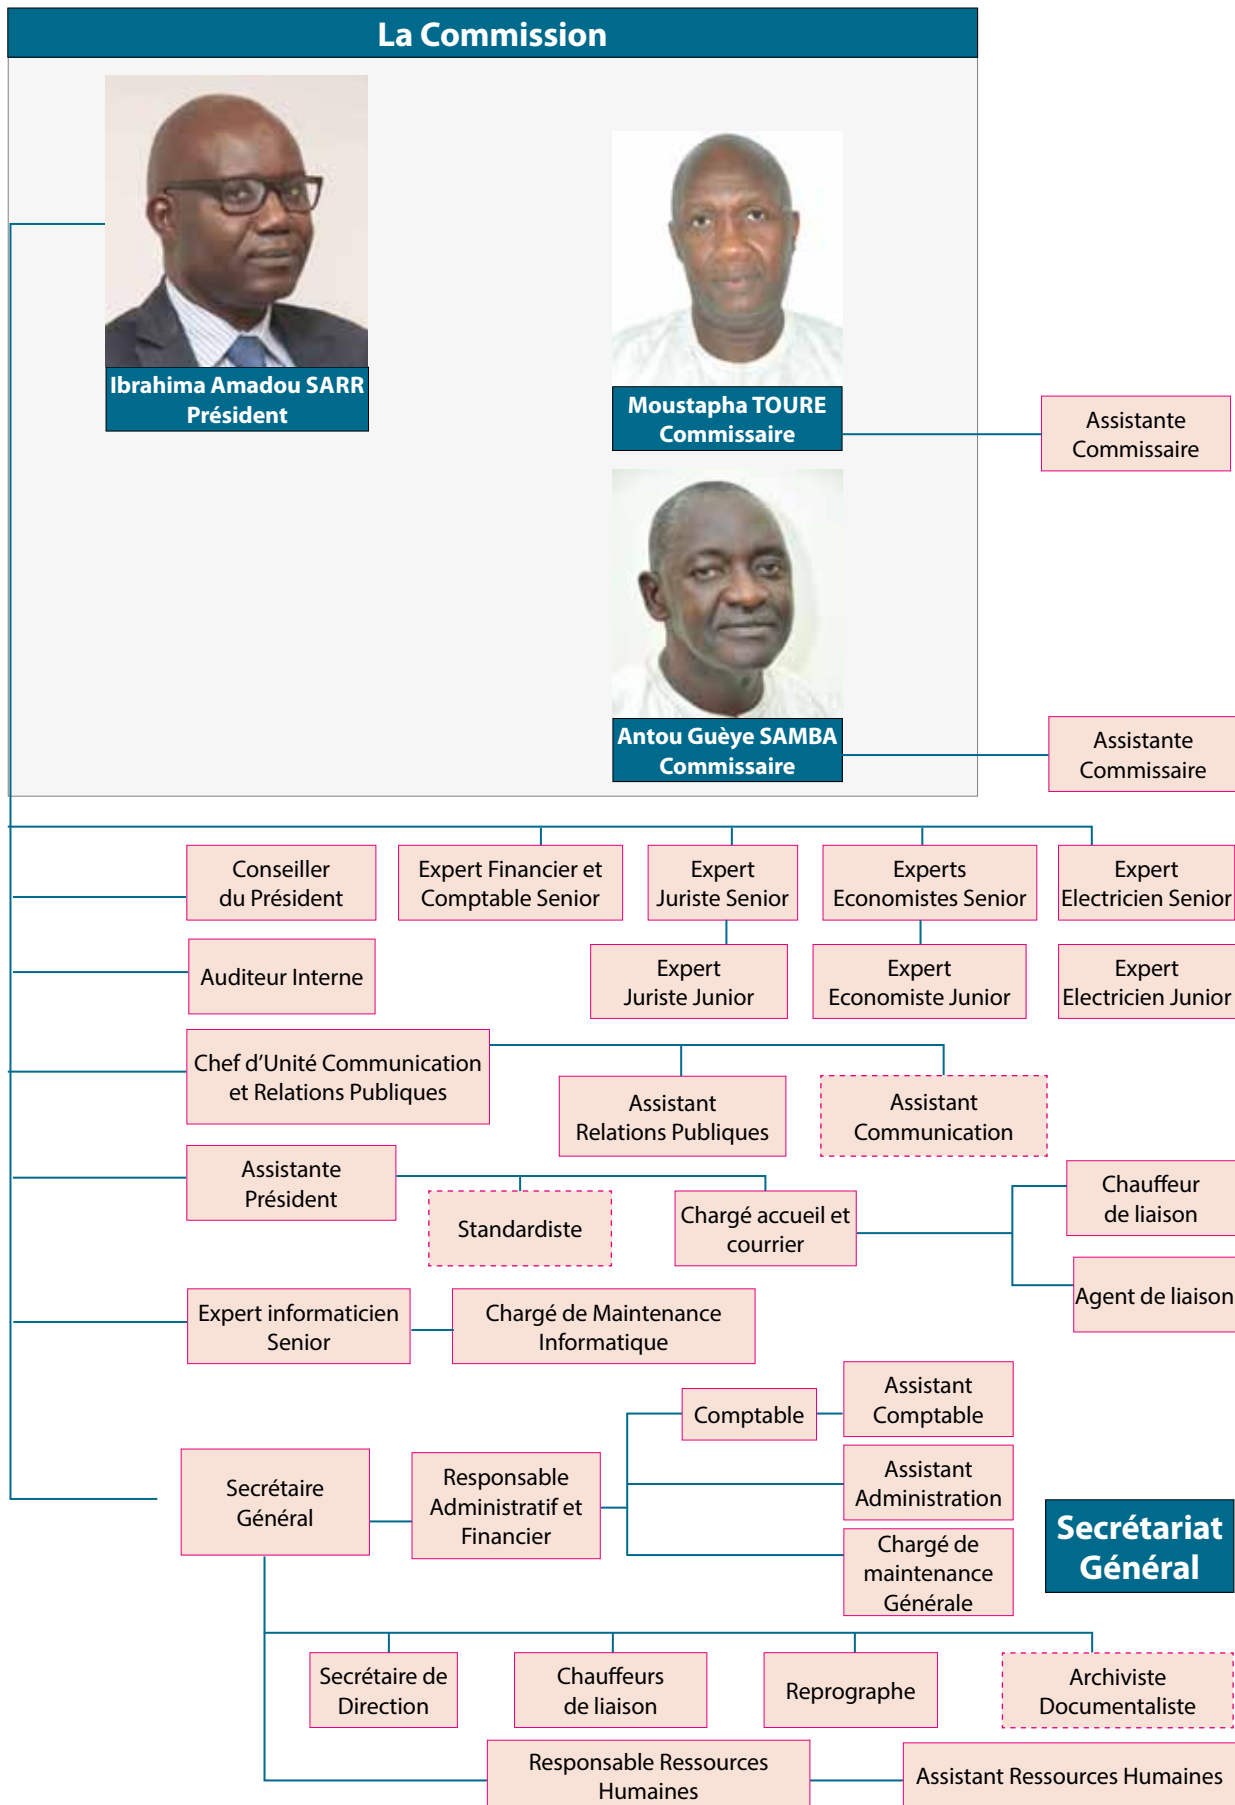 La Commission
Ibrahima Amadou SARR
Président
Moustapha TOURE
Commissaire
Assistante
Commissaire
Antou Guèye SAMBA
Commissaire
Assistante
Commissaire
Conseiller
du Président
Expert Financier et
Comptable Senior
Expert
Juriste Senior
Experts
Economistes Senior
Expert
Electricien Senior
Auditeur Interne
Expert
Juriste Junior
Expert
Economiste Junior
Expert
Electricien Junior
Chef d'Unité Communication
et Relations Publiques
Assistant
Relations Publiques
Assistant
Communication
Assistante
Président
Standardiste
Chargé accueil et
courrier
Chauffeur
de liaison
Agent de liaison
Expert informaticien
Senior
Chargé de Maintenance
Informatique
Secrétaire
Général
Responsable
Administratif et
Financier
Comptable
Assistant
Comptable
Assistant
Administration
Chargé de
maintenance
Générale
Secrétariat
Général
Secrétaire de
Direction
Chauffeurs
de liaison
Reprographe
Archiviste
Documentaliste
Responsable Ressources
Humaines
Assistant Ressources Humaines